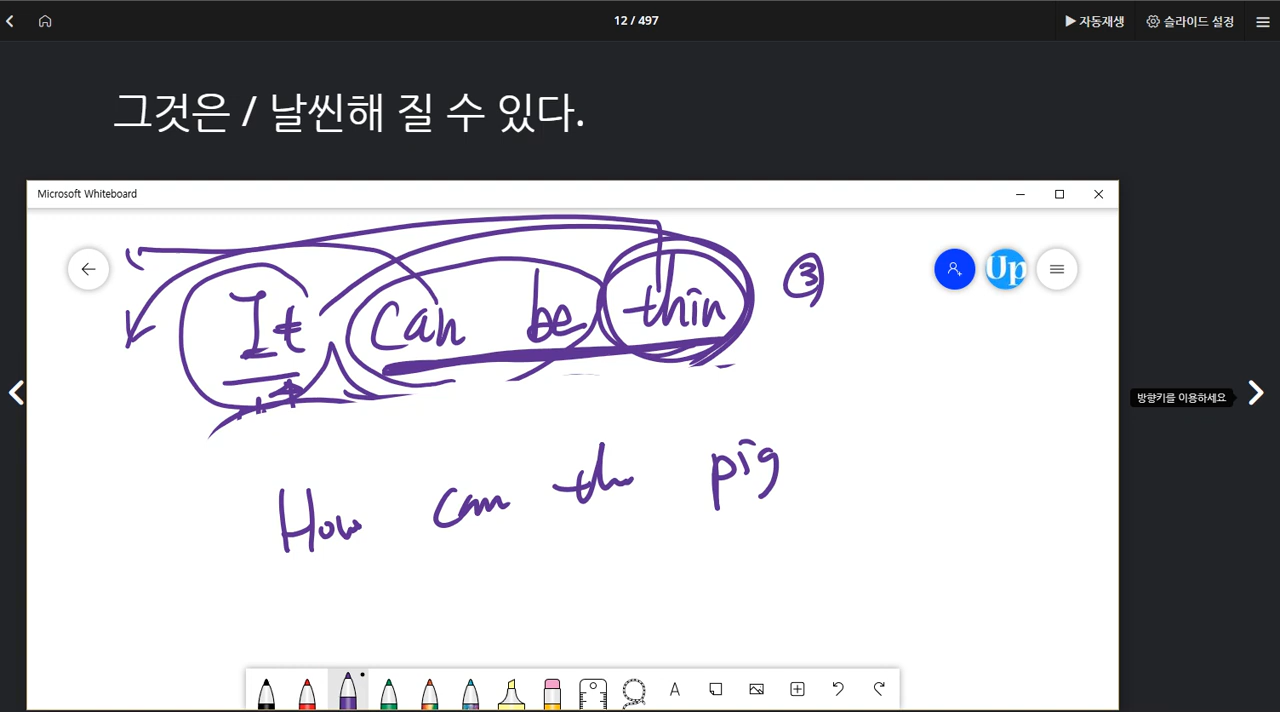 12 / 497
▶ 자동재생
슬라이드 설정
그것은 / 날씬해 질 수 있다.
Microsoft Whiteboard
Up
It can be thin ③
How can the pig
방향키를 이용하세요
A